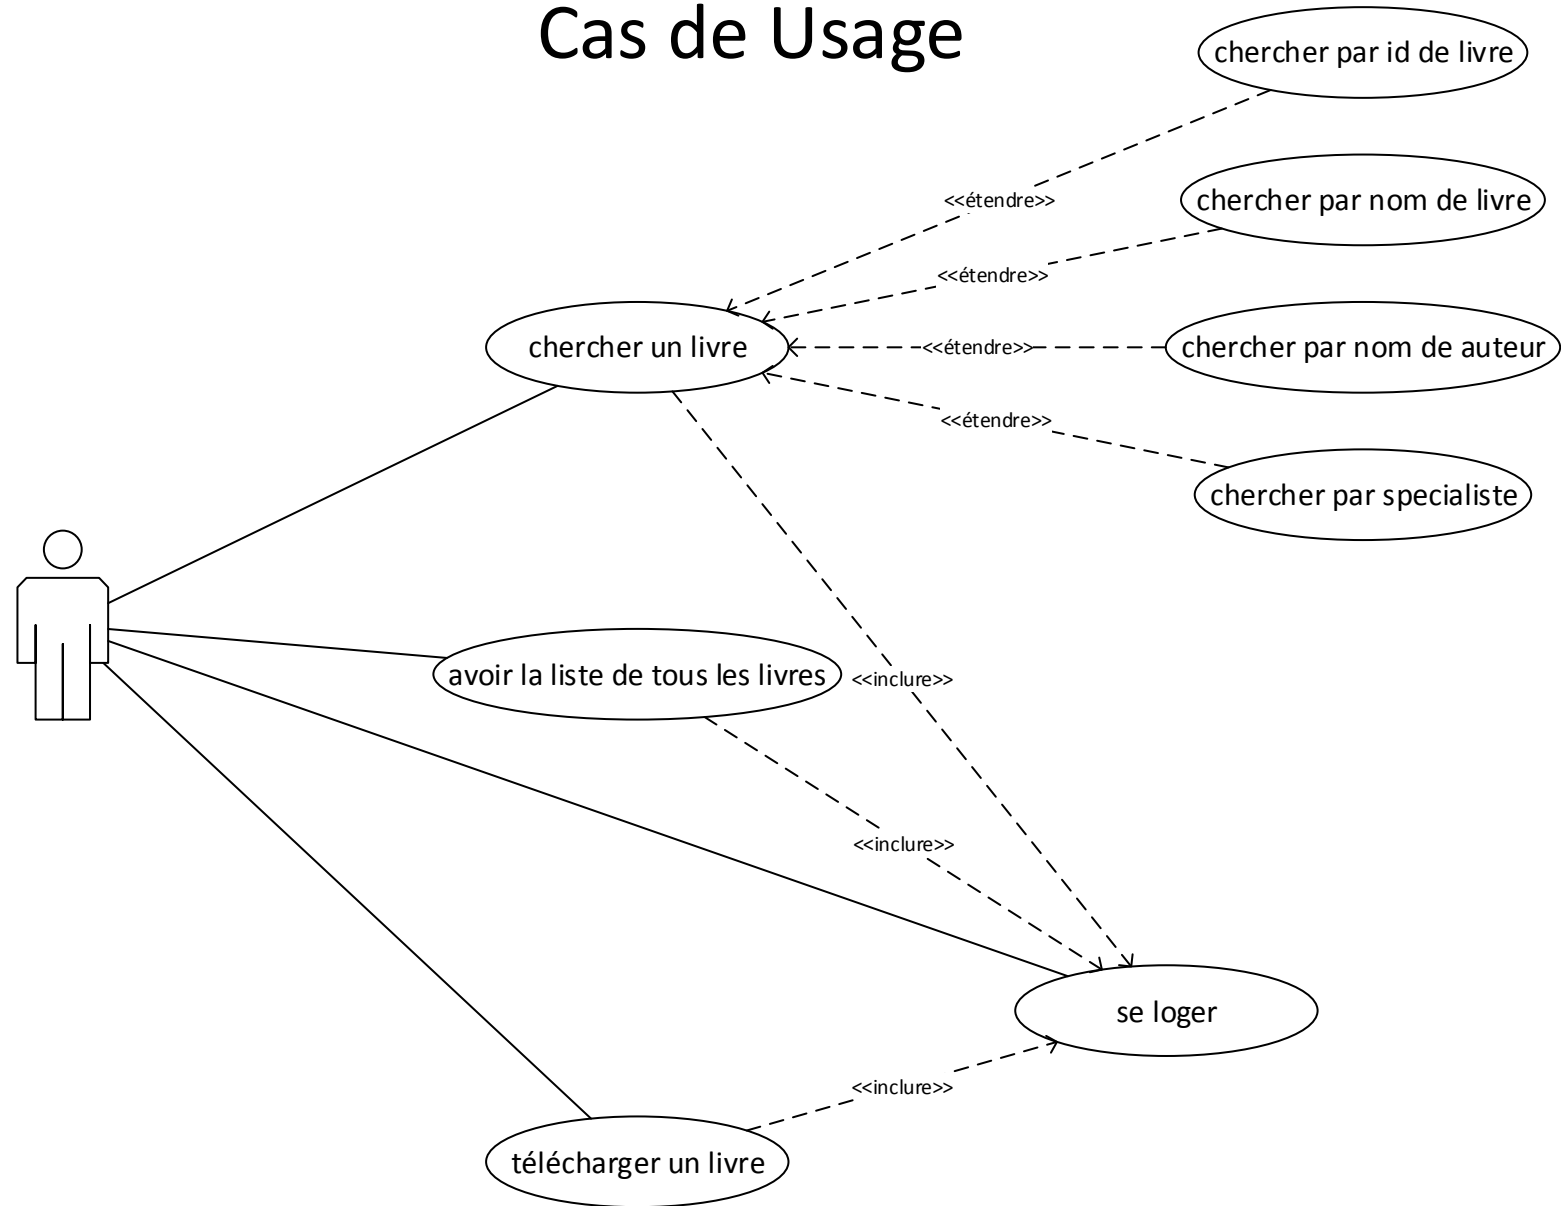 Cas de Usage
chercher par id de livre
<<étendre>>
chercher par nom de livre
<<étendre>>
chercher un livre
<<étendre>>
chercher par nom de auteur
<<étendre>>
chercher par specialiste
avoir la liste de tous les livres
<<inclure>>
<<inclure>>
se loger
<<inclure>>
télécharger un livre